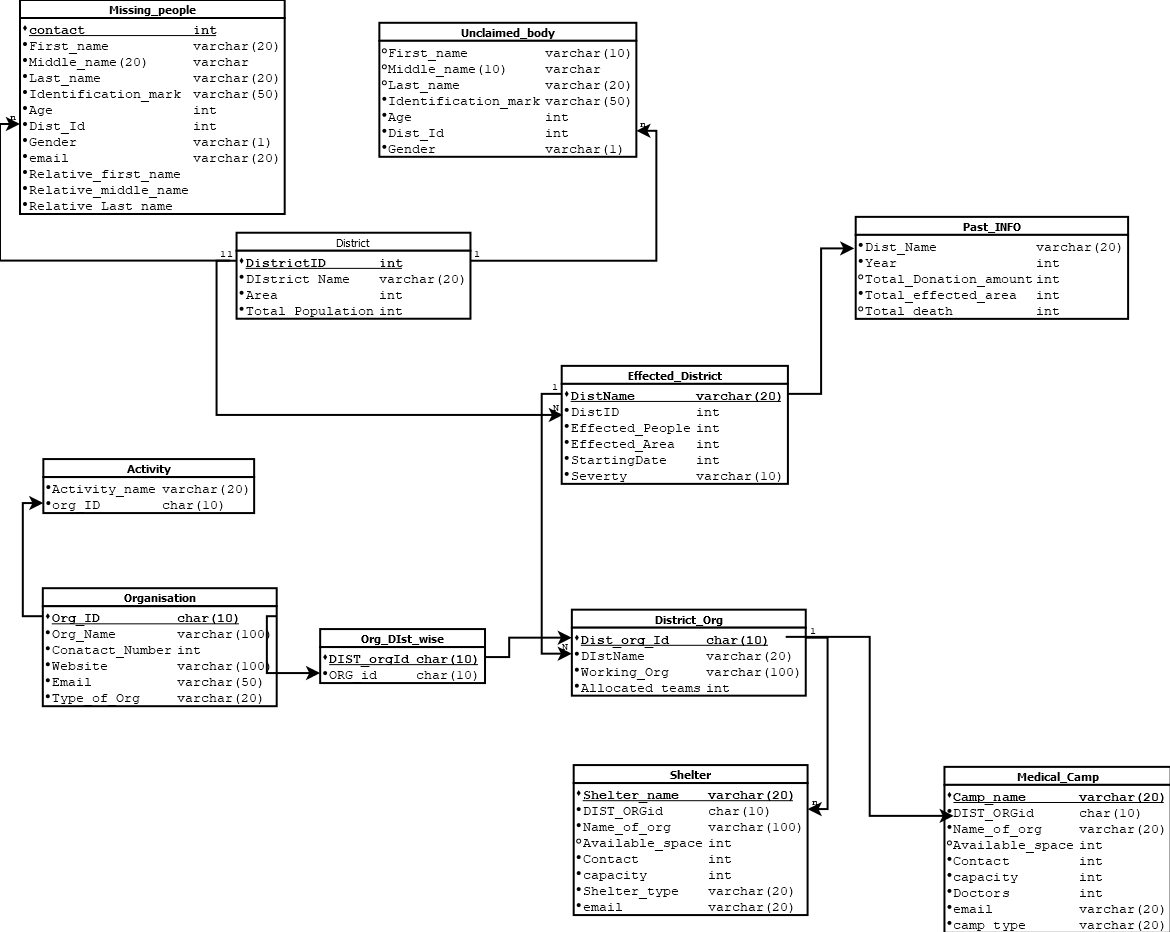 Missing_people
contact int
First_name varchar(20)
Middle_name(20) varchar
Last_name varchar(20)
Identification_mark varchar(50)
Age int
Dist_Id int
Gender varchar(1)
email varchar(20)
Relative_first_name
Relative_middle_name
Relative_Last_name
n
Unclaimed_body
First_name varchar(10)
Middle_name(10) varchar
Last_name varchar(20)
Identification_mark varchar(50)
Age int
Dist_Id int
Gender varchar(1)
n
District
11
1
DistrictID int
DIstrict_Name varchar(20)
Area int
Total_Population int
Past_INFO
Dist_Name varchar(20)
Year int
Total_Donation_amount int
Total_effected_area int
Total_death int
Effected_District
1
DistName varchar(20)
N
DistID int
Effected_People int
Effected_Area int
StartingDate int
Severty varchar(10)
Activity
Activity_name varchar(20)
org_ID char(10)
Organisation
Org_ID char(10)
Org_Name varchar(100)
Conatact_Number int
Website varchar(100)
Email varchar(50)
Type_of_Org varchar(20)
Org_DIst_wise
DIST_orgId char(10)
ORG_id char(10)
District_Org
1
Dist_org_Id char(10)
N
DIstName varchar(20)
Working_Org varchar(100)
Allocated_teams int
Shelter
Shelter_name varchar(20)
n
DIST_ORGid char(10)
Name_of_org varchar(100)
Available_space int
Contact int
capacity int
Shelter_type varchar(20)
email varchar(20)
Medical_Camp
Camp_name varchar(20)
DIST_ORGid char(10)
Name_of_org varchar(20)
Available_space int
Contact int
capacity int
Doctors int
email varchar(20)
camp_type varchar(20)